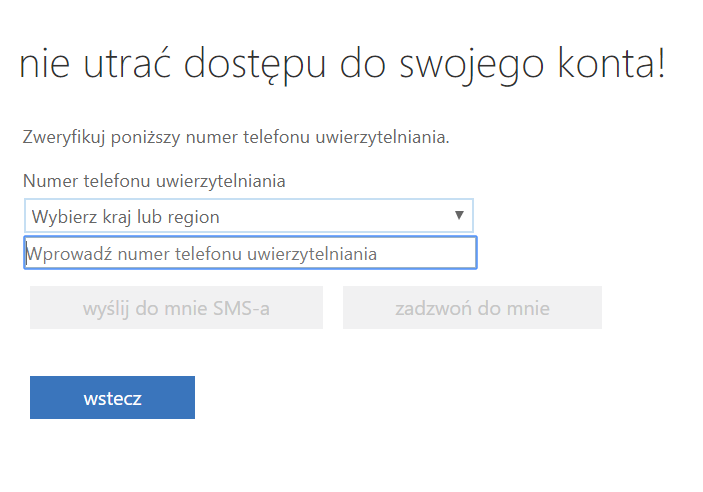 nie utrać dostępu do swojego konta!
Zweryfikuj poniższy numer telefonu uwierzytelniania.
Numer telefonu uwierzytelniania
Wybierz kraj lub region
Wprowadź numer telefonu uwierzytelniania
wyślij do mnie SMS-a
zadzwoń do mnie
wstecz